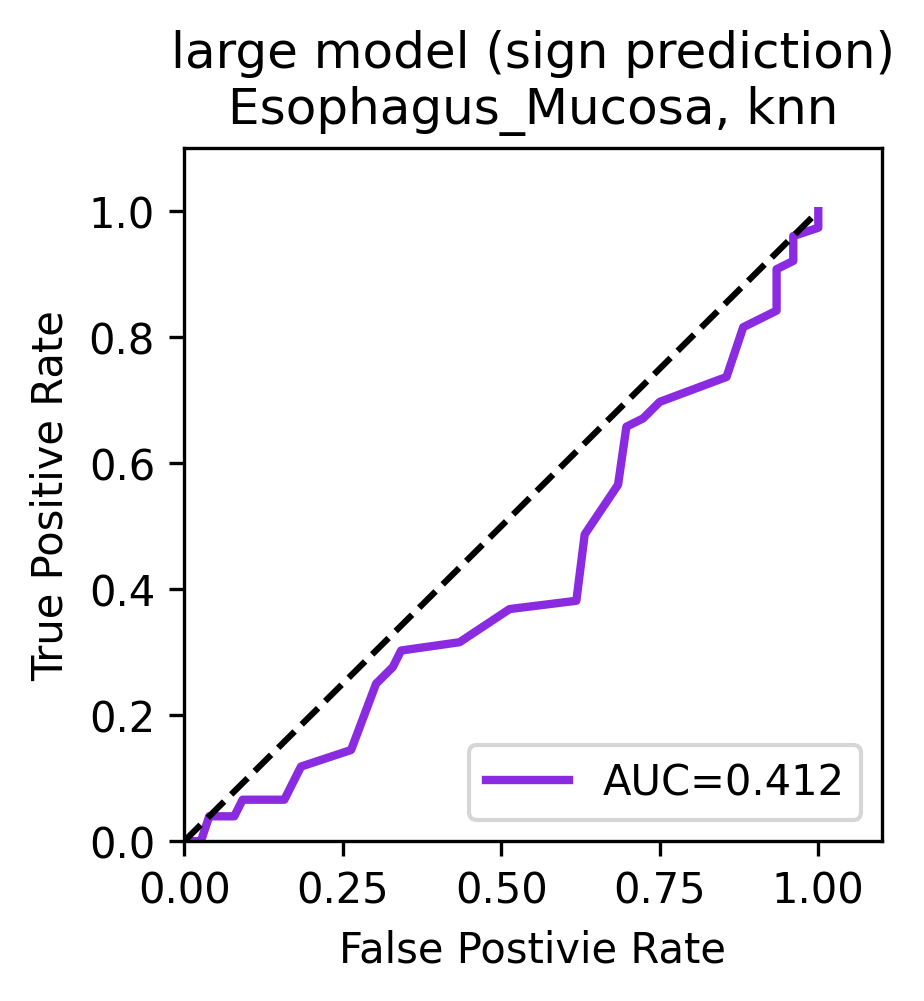 large model (sign prediction)
Esophagus_Mucosa, knn
1.0
0.8
0.6
0.4
0.2
0.0
True Positive Rate
AUC=0.412
0.00 0.25 0.50 0.75 1.00
False Postivie Rate